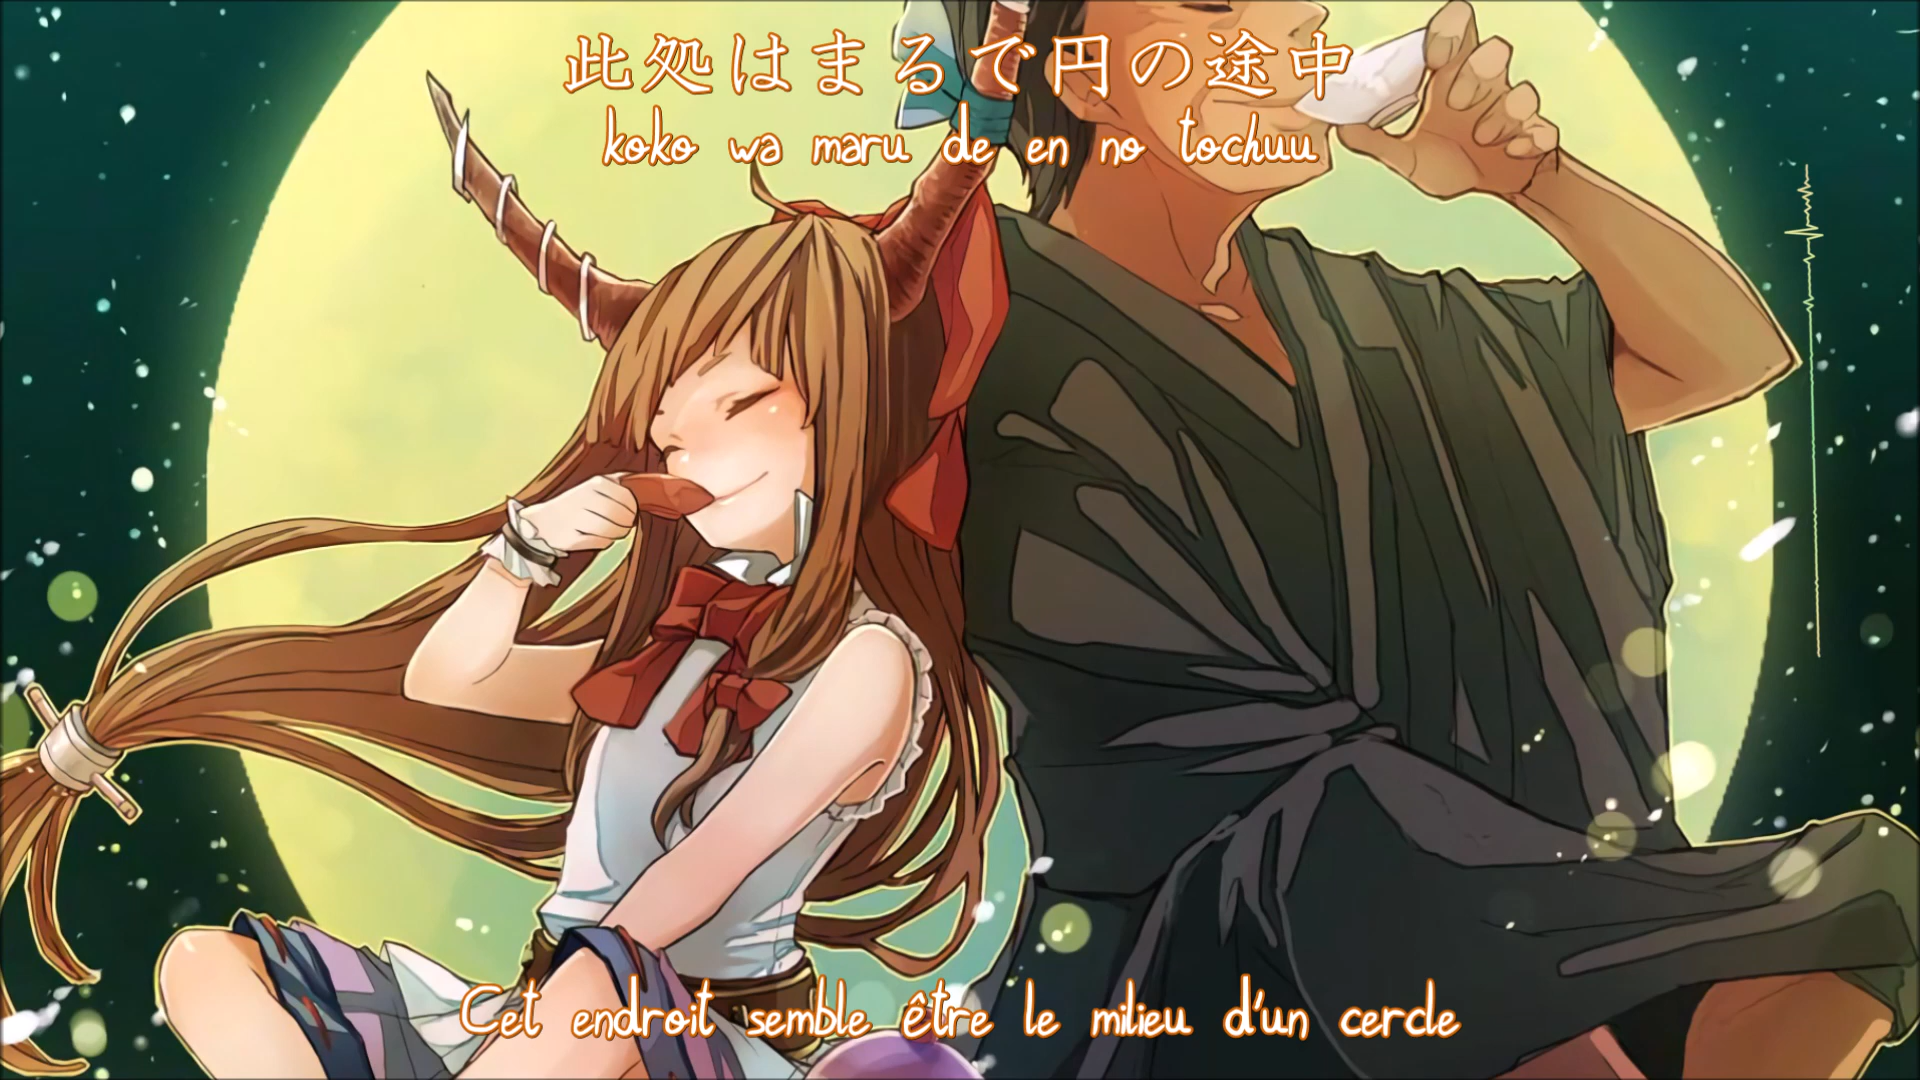 此処はまるで円の途中
koko wa maru de en no tochuu
Cet endroit semble être le milieu d'un cercle